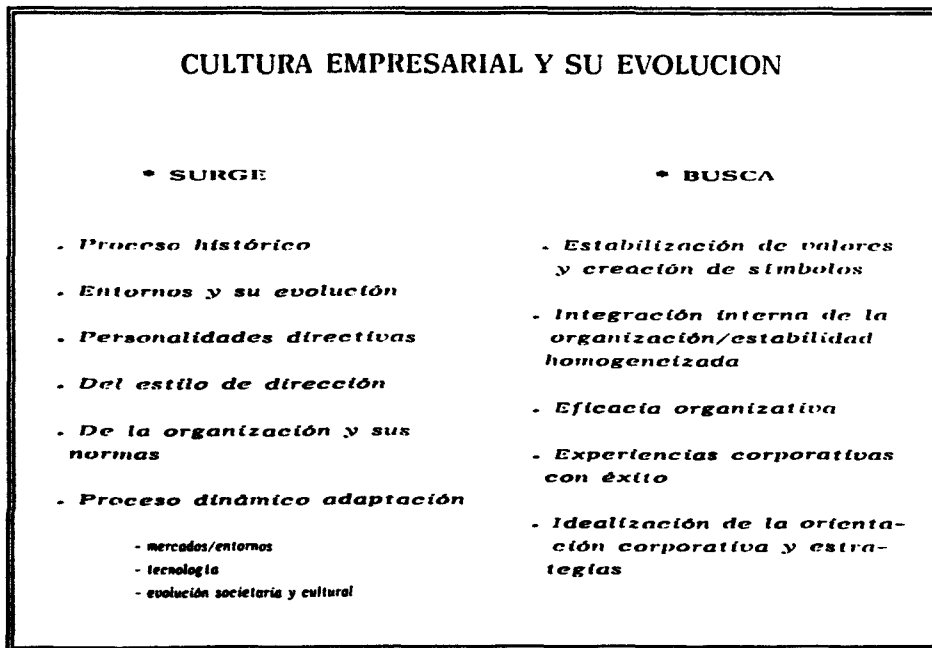 CULTURA EMPRESARIAL Y SU EVOLUCION
* SURGE
. Proceso histórico
. Entornos y su evolución
. Personalidades directivas
. Del estilo de dirección
. De la organización y sus
normas
. Proceso dinámico adaptación
- mercados/entornos
- tecnología
- evolución societaria y cultural
* BUSCA
. Estabilización de valores
y creación de símbolos
. Integración interna de la
organización/estabilidad
homogeneizada
. Eficacia organizativa
. Experiencias corporativas
con éxito
. Idealización de la orienta-
ción corporativa y estra-
tegias